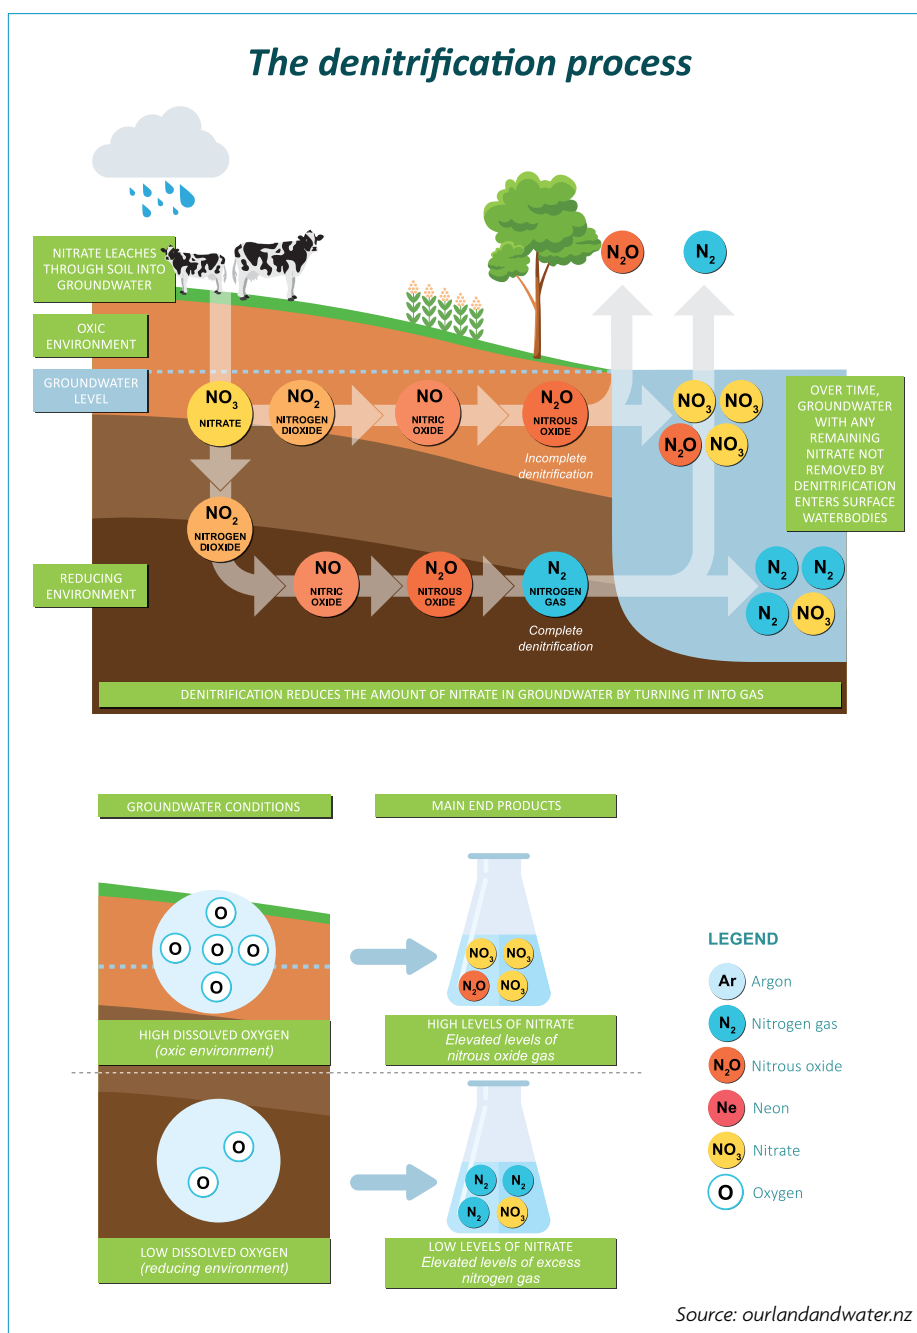 The denitrification process
NITRATE LEACHES
THROUGH SOIL INTO
GROUNDWATER
OXIC
ENVIRONMENT
GROUNDWATER
LEVEL
N2O
N2
NO3
NITRATE
NO2
NITROGEN
DIOXIDE
NO
NITRIC
OXIDE
N2O
NITROUS
OXIDE
Incomplete
denitrification
NO3
NO3
N2O
NO3
OVER TIME,
GROUNDWATER
WITH ANY
REMAINING
NITRATE NOT
REMOVED BY
DENITRIFICATION
ENTERS SURFACE
WATERBODIES
NO2
NITROGEN
DIOXIDE
REDUCING
ENVIRONMENT
NO
NITRIC
OXIDE
N2O
NITROUS
OXIDE
N2
NITROGEN
GAS
Complete
denitrification
N2
N2
N2
NO3
DENITRIFICATION REDUCES THE AMOUNT OF NITRATE IN GROUNDWATER BY TURNING IT INTO GAS
GROUNDWATER CONDITIONS
MAIN END PRODUCTS
O
O
O
O
O
NO3
NO3
N2O
NO3
HIGH DISSOLVED OXYGEN
(oxic environment)
HIGH LEVELS OF NITRATE
Elevated levels of
nitrous oxide gas
O
O
N2
N2
N2
NO3
LOW DISSOLVED OXYGEN
(reducing environment)
LOW LEVELS OF NITRATE
Elevated levels of excess
nitrogen gas
LEGEND
Ar Argon
N2 Nitrogen gas
N2O Nitrous oxide
Ne Neon
NO3 Nitrate
O Oxygen
Source: ourlandandwater.nz